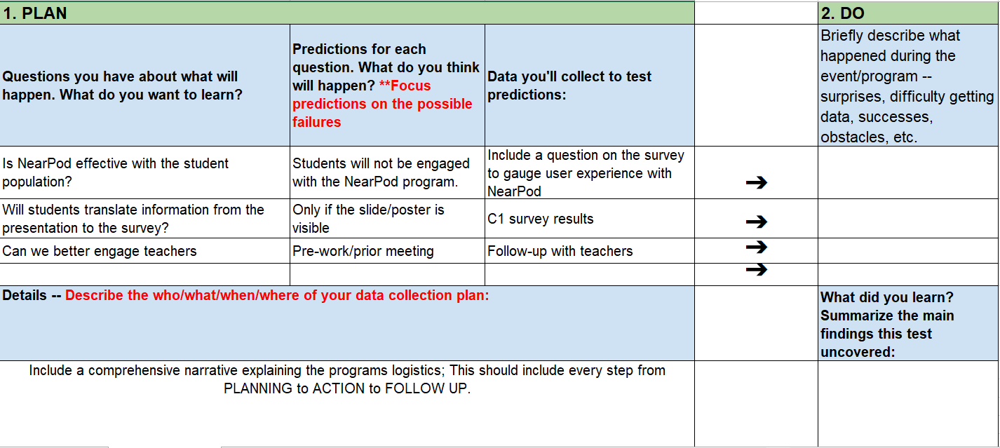 1. PLAN
2. DO
Questions you have about what will
happen. What do you want to learn?
Predictions for each
question. What do you think
will happen? **Focus
predictions on the possible
failures
Data you'll collect to test
predictions:
Briefly describe what
happened during the
event/program --
surprises, difficulty getting
data, successes,
obstacles, etc.
Is NearPod effective with the student
population?
Students will not be engaged
with the NearPod program.
Include a question on the survey
to gauge user experience with
NearPod
Will students translate information from the
presentation to the survey?
Only if the slide/poster is
visible
C1 survey results
Can we better engage teachers
Pre-work/prior meeting
Follow-up with teachers
Details -- Describe the who/what/when/where of your data collection plan:
What did you learn?
Summarize the main
findings this test
uncovered:
Include a comprehensive narrative explaining the programs logistics; This should include every step from
PLANNING to ACTION to FOLLOW UP.